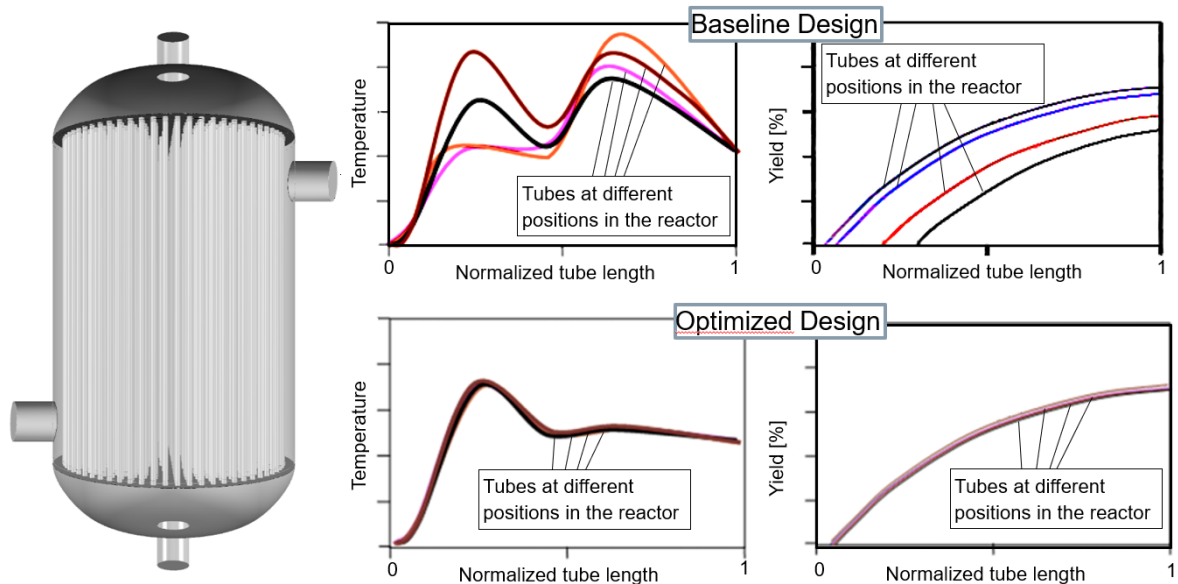 Baseline Design
Temperature
Tubes at different
positions in the reactor
0
1
Normalized tube length
Yield [%]
Tubes at different
positions in the reactor
0
1
Normalized tube length
Optimized Design
Temperature
Tubes at different
positions in the reactor
0
1
Normalized tube length
Yield [%]
Tubes at different
positions in the reactor
0
1
Normalized tube length